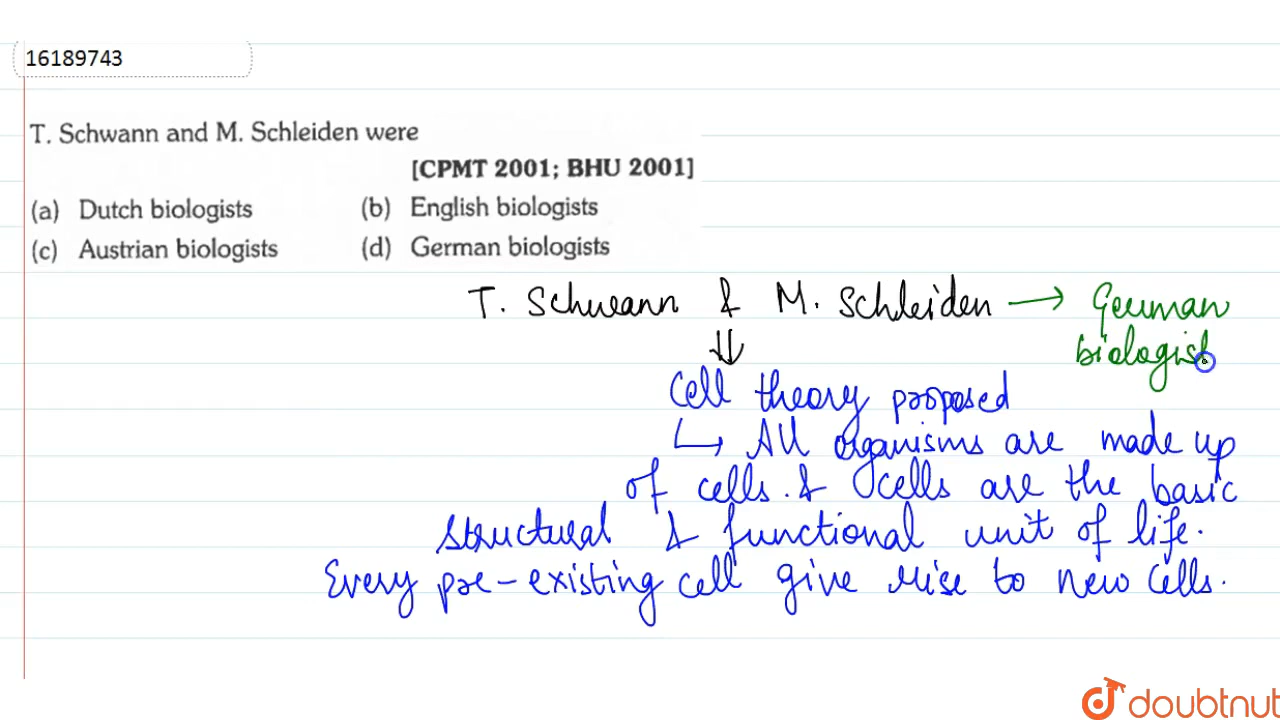 16189743
T. Schwann and M. Schleiden were
[CPMT 2001; BHU 2001]
(a) Dutch biologists (b) English biologists
(c) Austrian biologists (d) German biologists
T. Schwann & M. Schleiden → German
biologist
⇓
Cell theory proposed
↳ All organisms are made up
of cells. & cells are the basic
structural & functional unit of life.
Every pre-existing cell give rise to new cells.
doubtnut